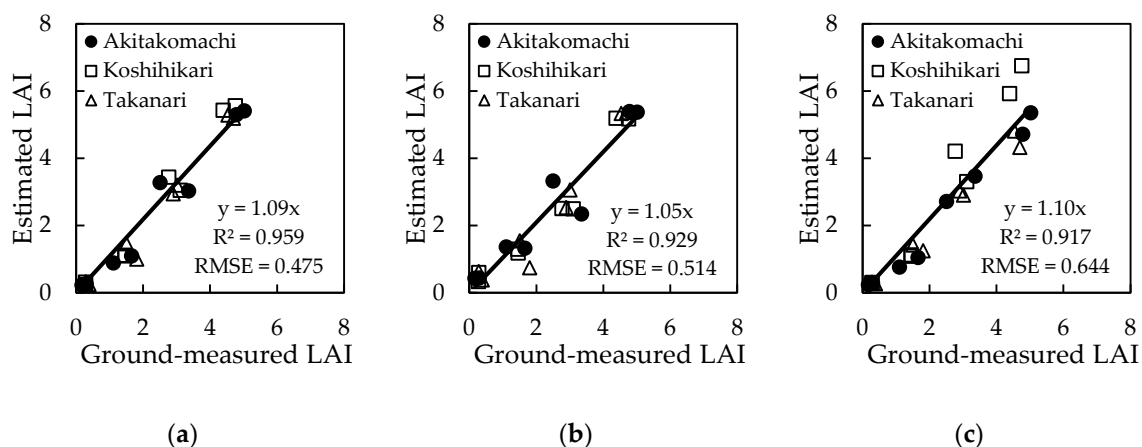 8
6
4
2
0
Estimated LAI
Akitakomachi
Koshihikari
Takanari
y = 1.09x
R² = 0.959
RMSE = 0.475
0 2 4 6 8
Ground-measured LAI
(a)
8
6
4
2
0
Estimated LAI
Akitakomachi
Koshihikari
Takanari
y = 1.05x
R² = 0.929
RMSE = 0.514
0 2 4 6 8
Ground-measured LAI
(b)
8
6
4
2
0
Estimated LAI
Akitakomachi
Koshihikari
Takanari
y = 1.10x
R² = 0.917
RMSE = 0.644
0 2 4 6 8
Ground-measured LAI
(c)